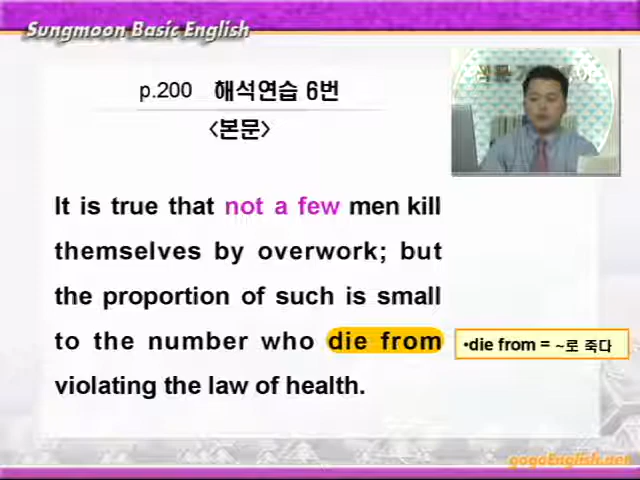 Sungmoon Basic English
p.200 해석연습 6번
<본문>
It is true that not a few men kill
themselves by overwork; but
the proportion of such is small
to the number who die from
•die from = ~로 죽다
violating the law of health.
gogoEnglish.net